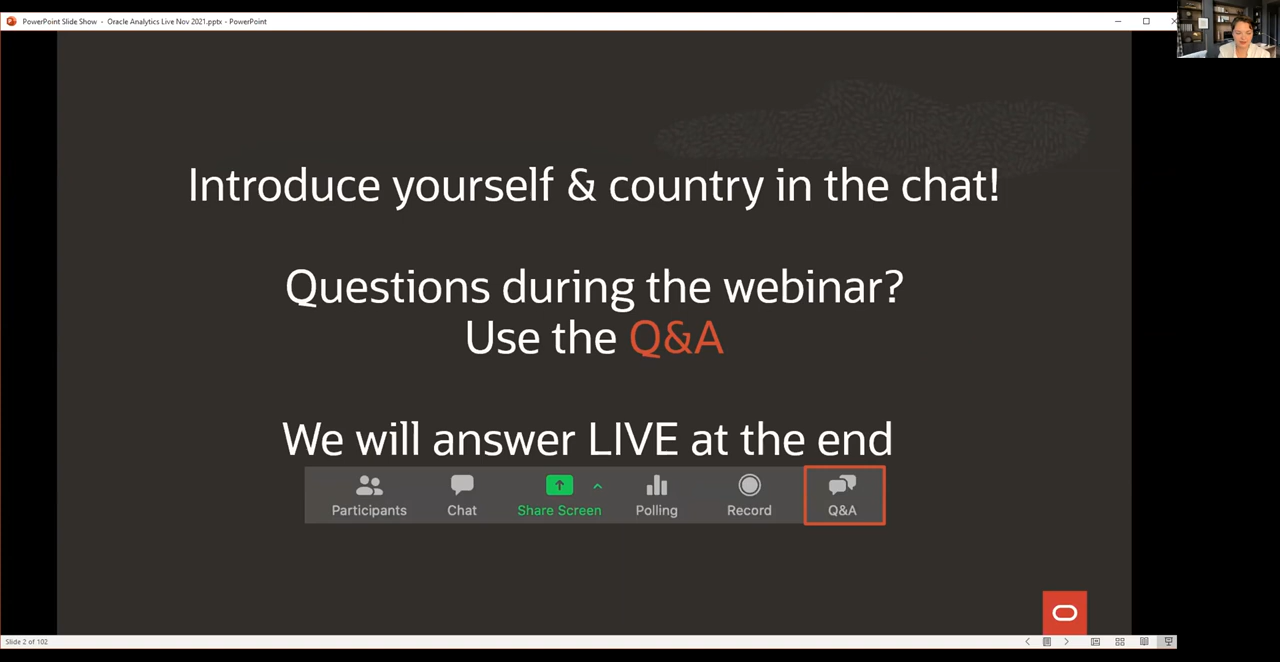 PowerPoint Slide Show - Oracle Analytics Live Nov 2021.pptx - PowerPoint
Introduce yourself & country in the chat!
Questions during the webinar?
Use the Q&A
We will answer LIVE at the end
Participants
Chat
Share Screen
Polling
Record
Q&A
Slide 2 of 102